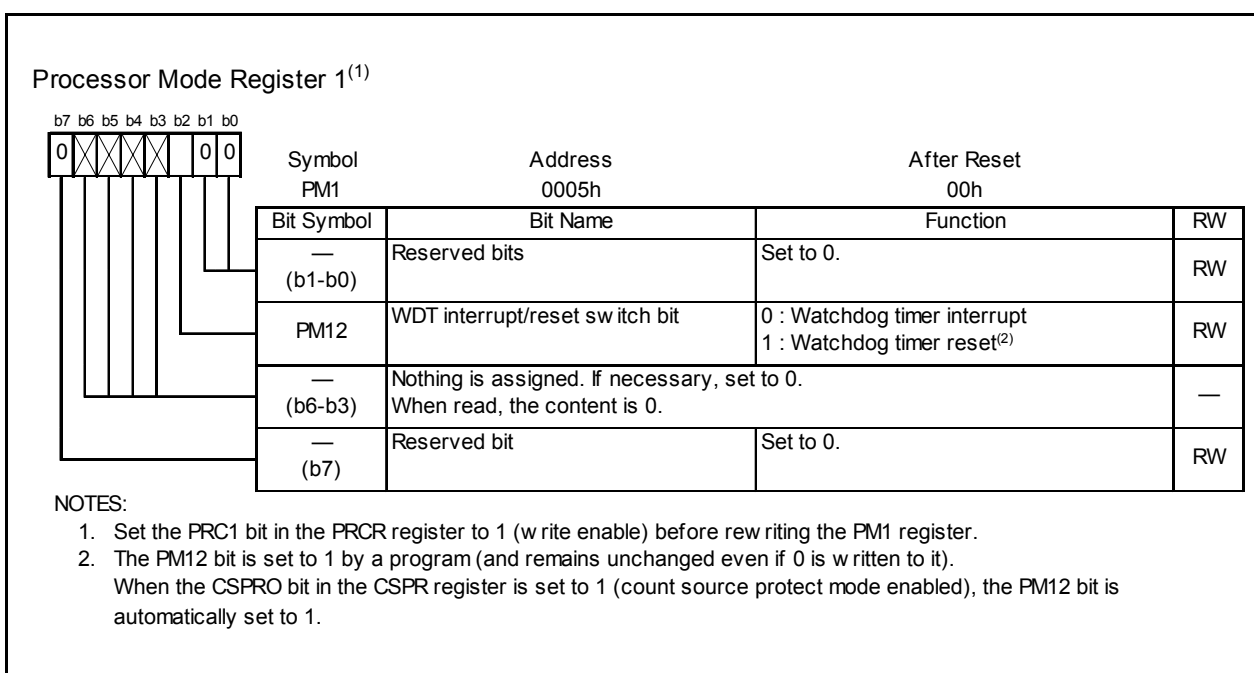 Processor Mode Register 1(1)
b7 b6 b5 b4 b3 b2 b1 b0
0 0 0
Symbol Address After Reset
PM1 0005h 00h
Bit Symbol Bit Name Function RW
—
(b1-b0) Reserved bits Set to 0. RW
PM12 WDT interrupt/reset switch bit 0 : Watchdog timer interrupt
1 : Watchdog timer reset(2) RW
—
(b6-b3) Nothing is assigned. If necessary, set to 0.
When read, the content is 0. —
—
(b7) Reserved bit Set to 0. RW
NOTES:
1. Set the PRC1 bit in the PRCR register to 1 (write enable) before rewriting the PM1 register.
2. The PM12 bit is set to 1 by a program (and remains unchanged even if 0 is written to it).
When the CSPRO bit in the CSPR register is set to 1 (count source protect mode enabled), the PM12 bit is
automatically set to 1.